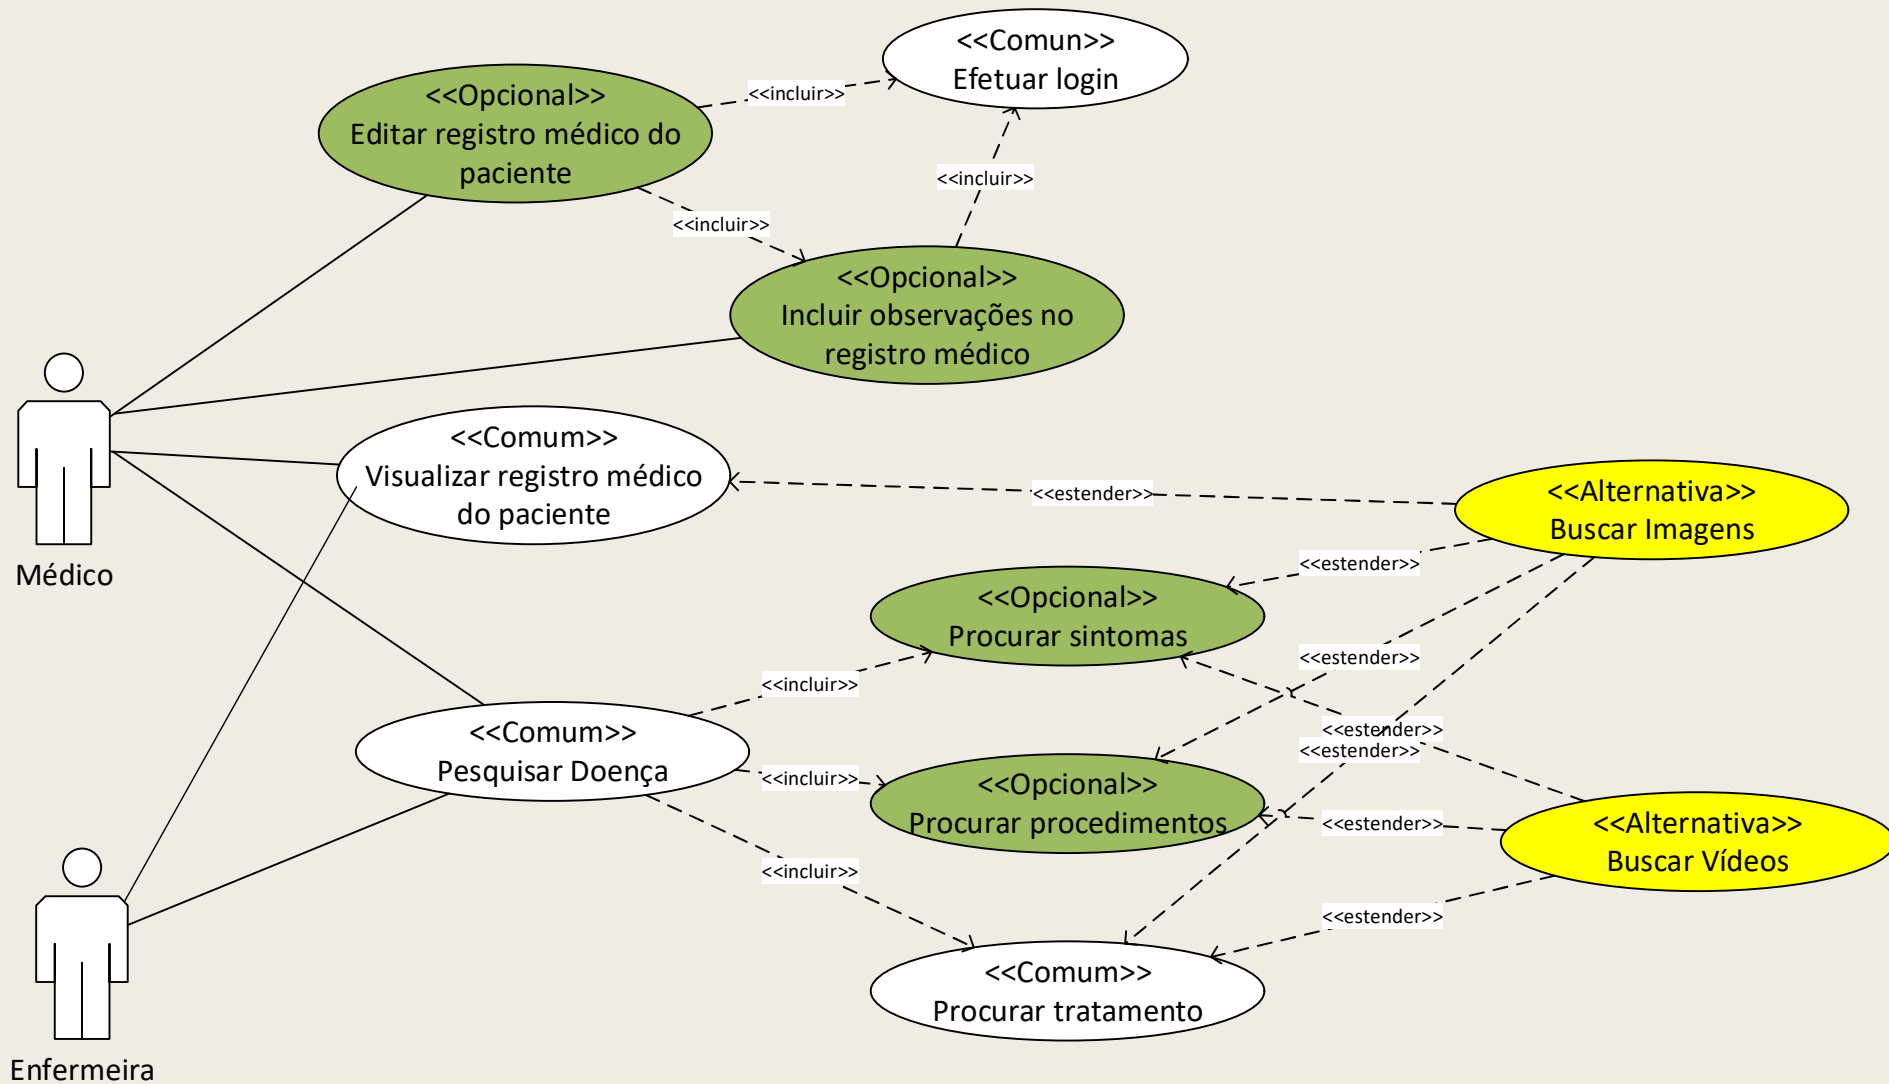 <<Comun>>
Efetuar login
<<Opcional>>
Editar registro médico do
paciente
<<incluir>>
<<incluir>>
<<incluir>>
<<Opcional>>
Incluir observações no
registro médico
<<Comum>>
Visualizar registro médico
do paciente
<<estender>>
<<Alternativa>>
Buscar Imagens
Médico
<<estender>>
<<Opcional>>
Procurar sintomas
<<estender>>
<<incluir>>
<<Comum>>
Pesquisar Doença
<<estender>>
<<estender>>
<<incluir>>
<<Opcional>>
Procurar procedimentos
<<estender>>
<<Alternativa>>
Buscar Vídeos
<<incluir>>
<<estender>>
<<Comum>>
Procurar tratamento
Enfermeira